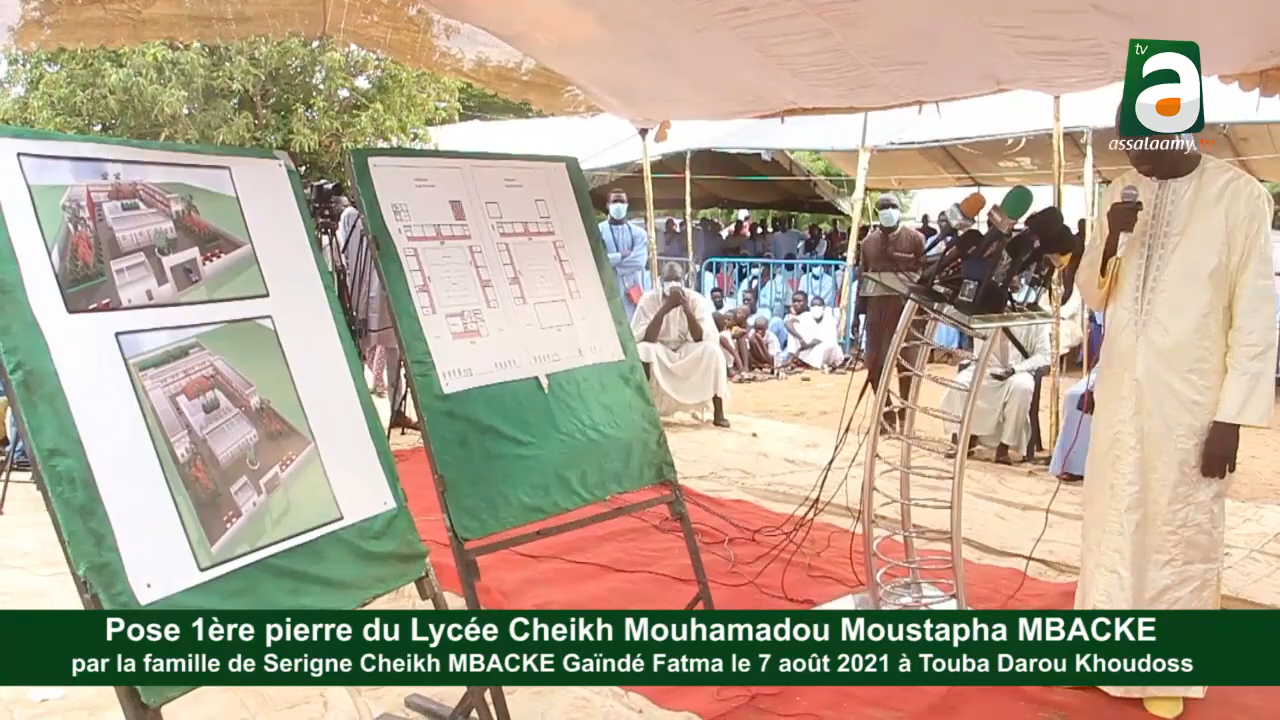 tv
a
assalaamy.tv
Pose 1ère pierre du Lycée Cheikh Mouhamadou Moustapha MBACKE
par la famille de Serigne Cheikh MBACKE Gaïndé Fatma le 7 août 2021 à Touba Darou Khoudoss